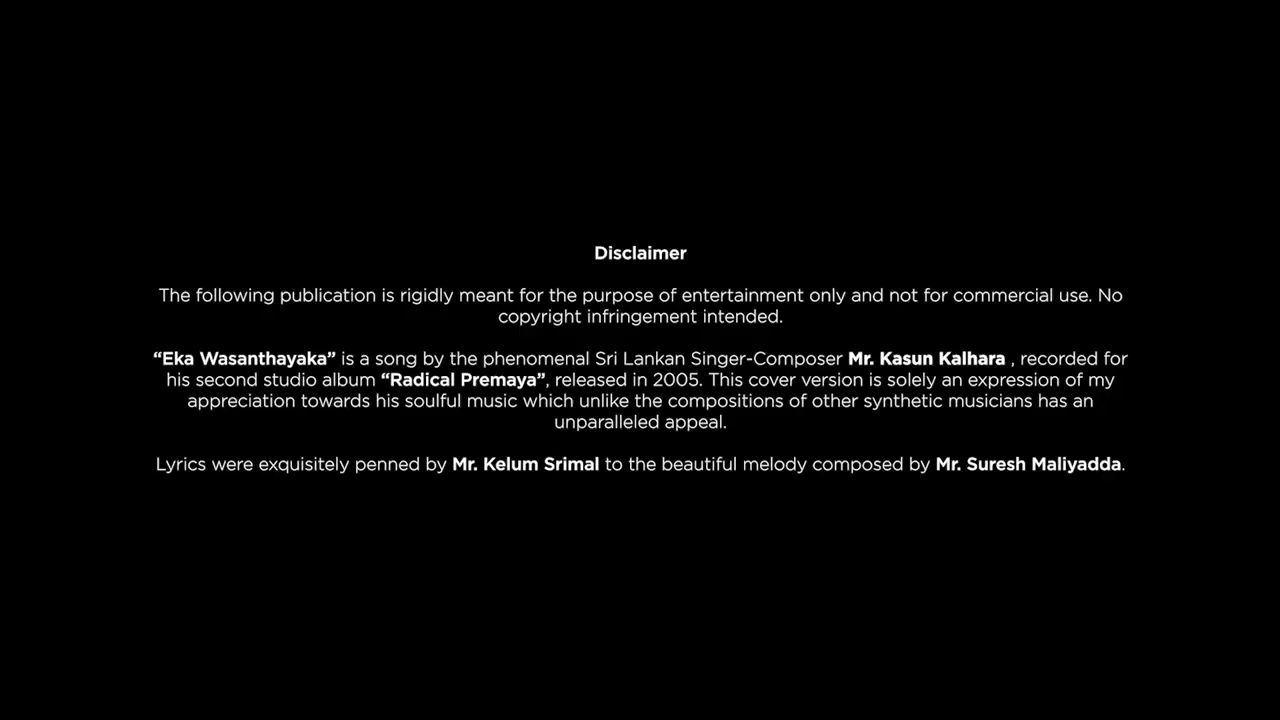 Disclaimer
The following publication is rigidly meant for the purpose of entertainment only and not for commercial use. No
copyright infringement intended.
“Eka Wasanthayaka” is a song by the phenomenal Sri Lankan Singer-Composer Mr. Kasun Kalhara , recorded for
his second studio album “Radical Premaya”, released in 2005. This cover version is solely an expression of my
appreciation towards his soulful music which unlike the compositions of other synthetic musicians has an
unparalleled appeal.
Lyrics were exquisitely penned by Mr. Kelum Srimal to the beautiful melody composed by Mr. Suresh Maliyadda.